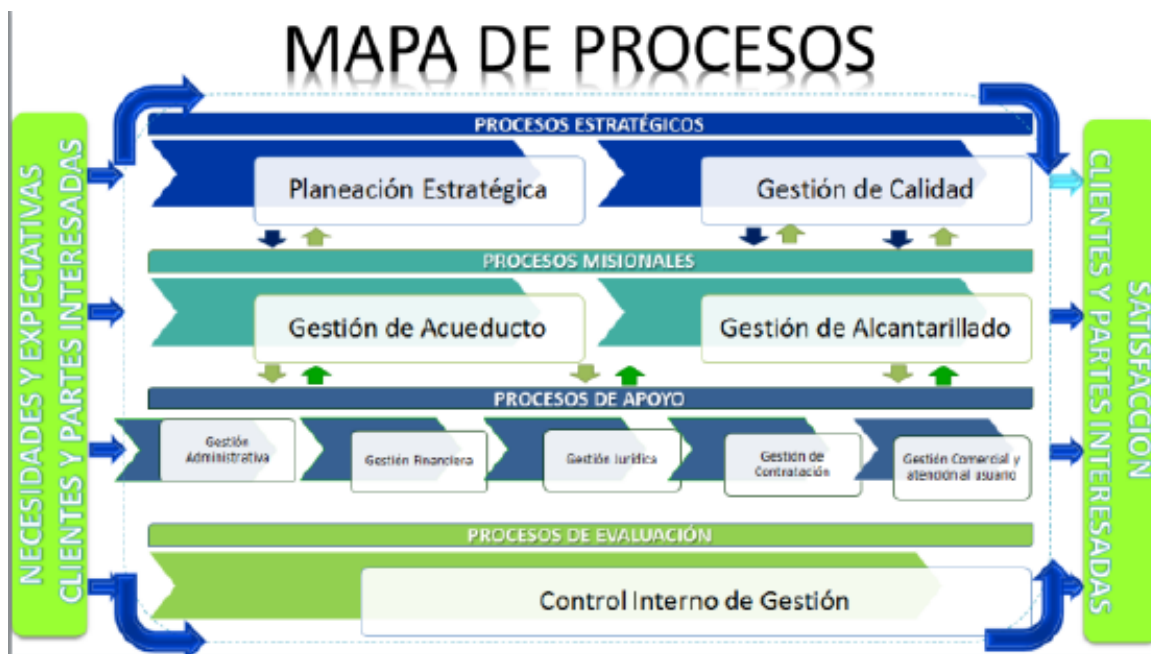 MAPA DE PROCESOS
NECESIDADES Y EXPECTATIVAS
CLIENTES Y PARTES INTERESADAS
PROCESOS ESTRATÉGICOS
Planeación Estratégica
Gestión de Calidad
PROCESOS MISIONALES
Gestión de Acueducto
Gestión de Alcantarillado
PROCESOS DE APOYO
Gestión
Administrativa
Gestión Financiera
Gestión Jurídica
Gestión de
Contratación
Gestión Comercial y
atención al usuario
PROCESOS DE EVALUACIÓN
Control Interno de Gestión
SATISFACCION
CLIENTES Y PARTES INTERESADAS